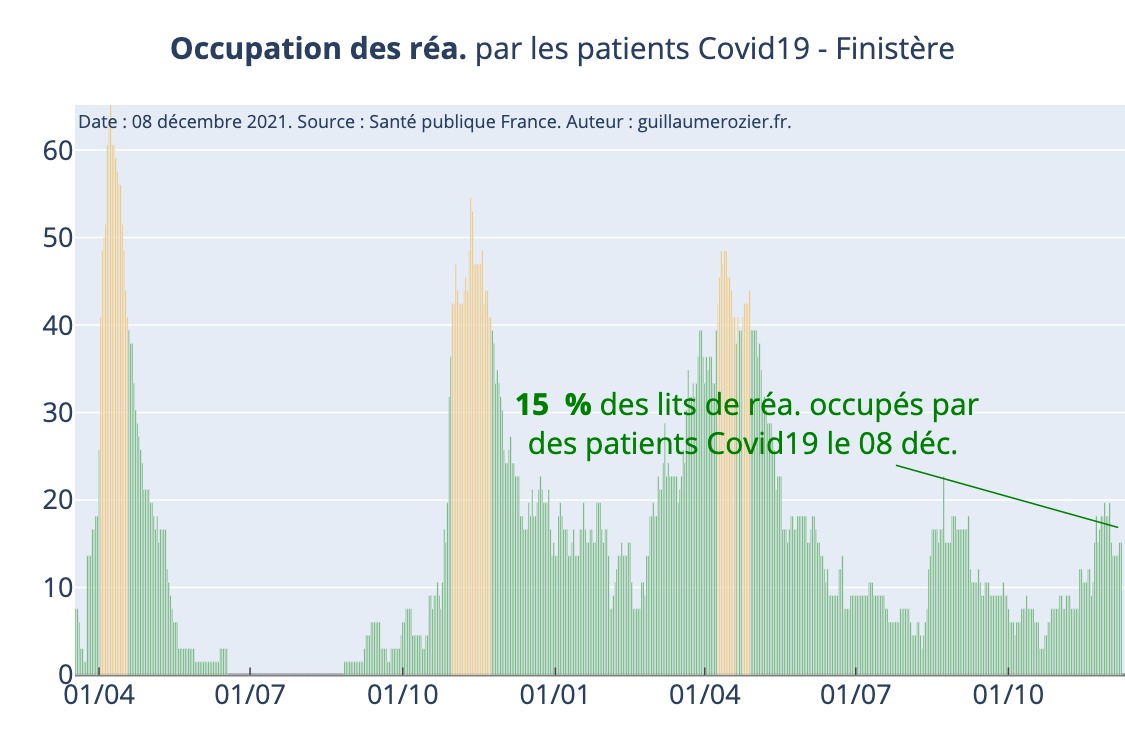 Occupation des réa. par les patients Covid19 - Finistère
Date : 08 décembre 2021. Source : Santé publique France. Auteur : guillaumerozier.fr.
60
50
40
30
20
10
0
15 % des lits de réa. occupés par
des patients Covid19 le 08 déc.
01/04 01/07 01/10 01/01 01/04 01/07 01/10